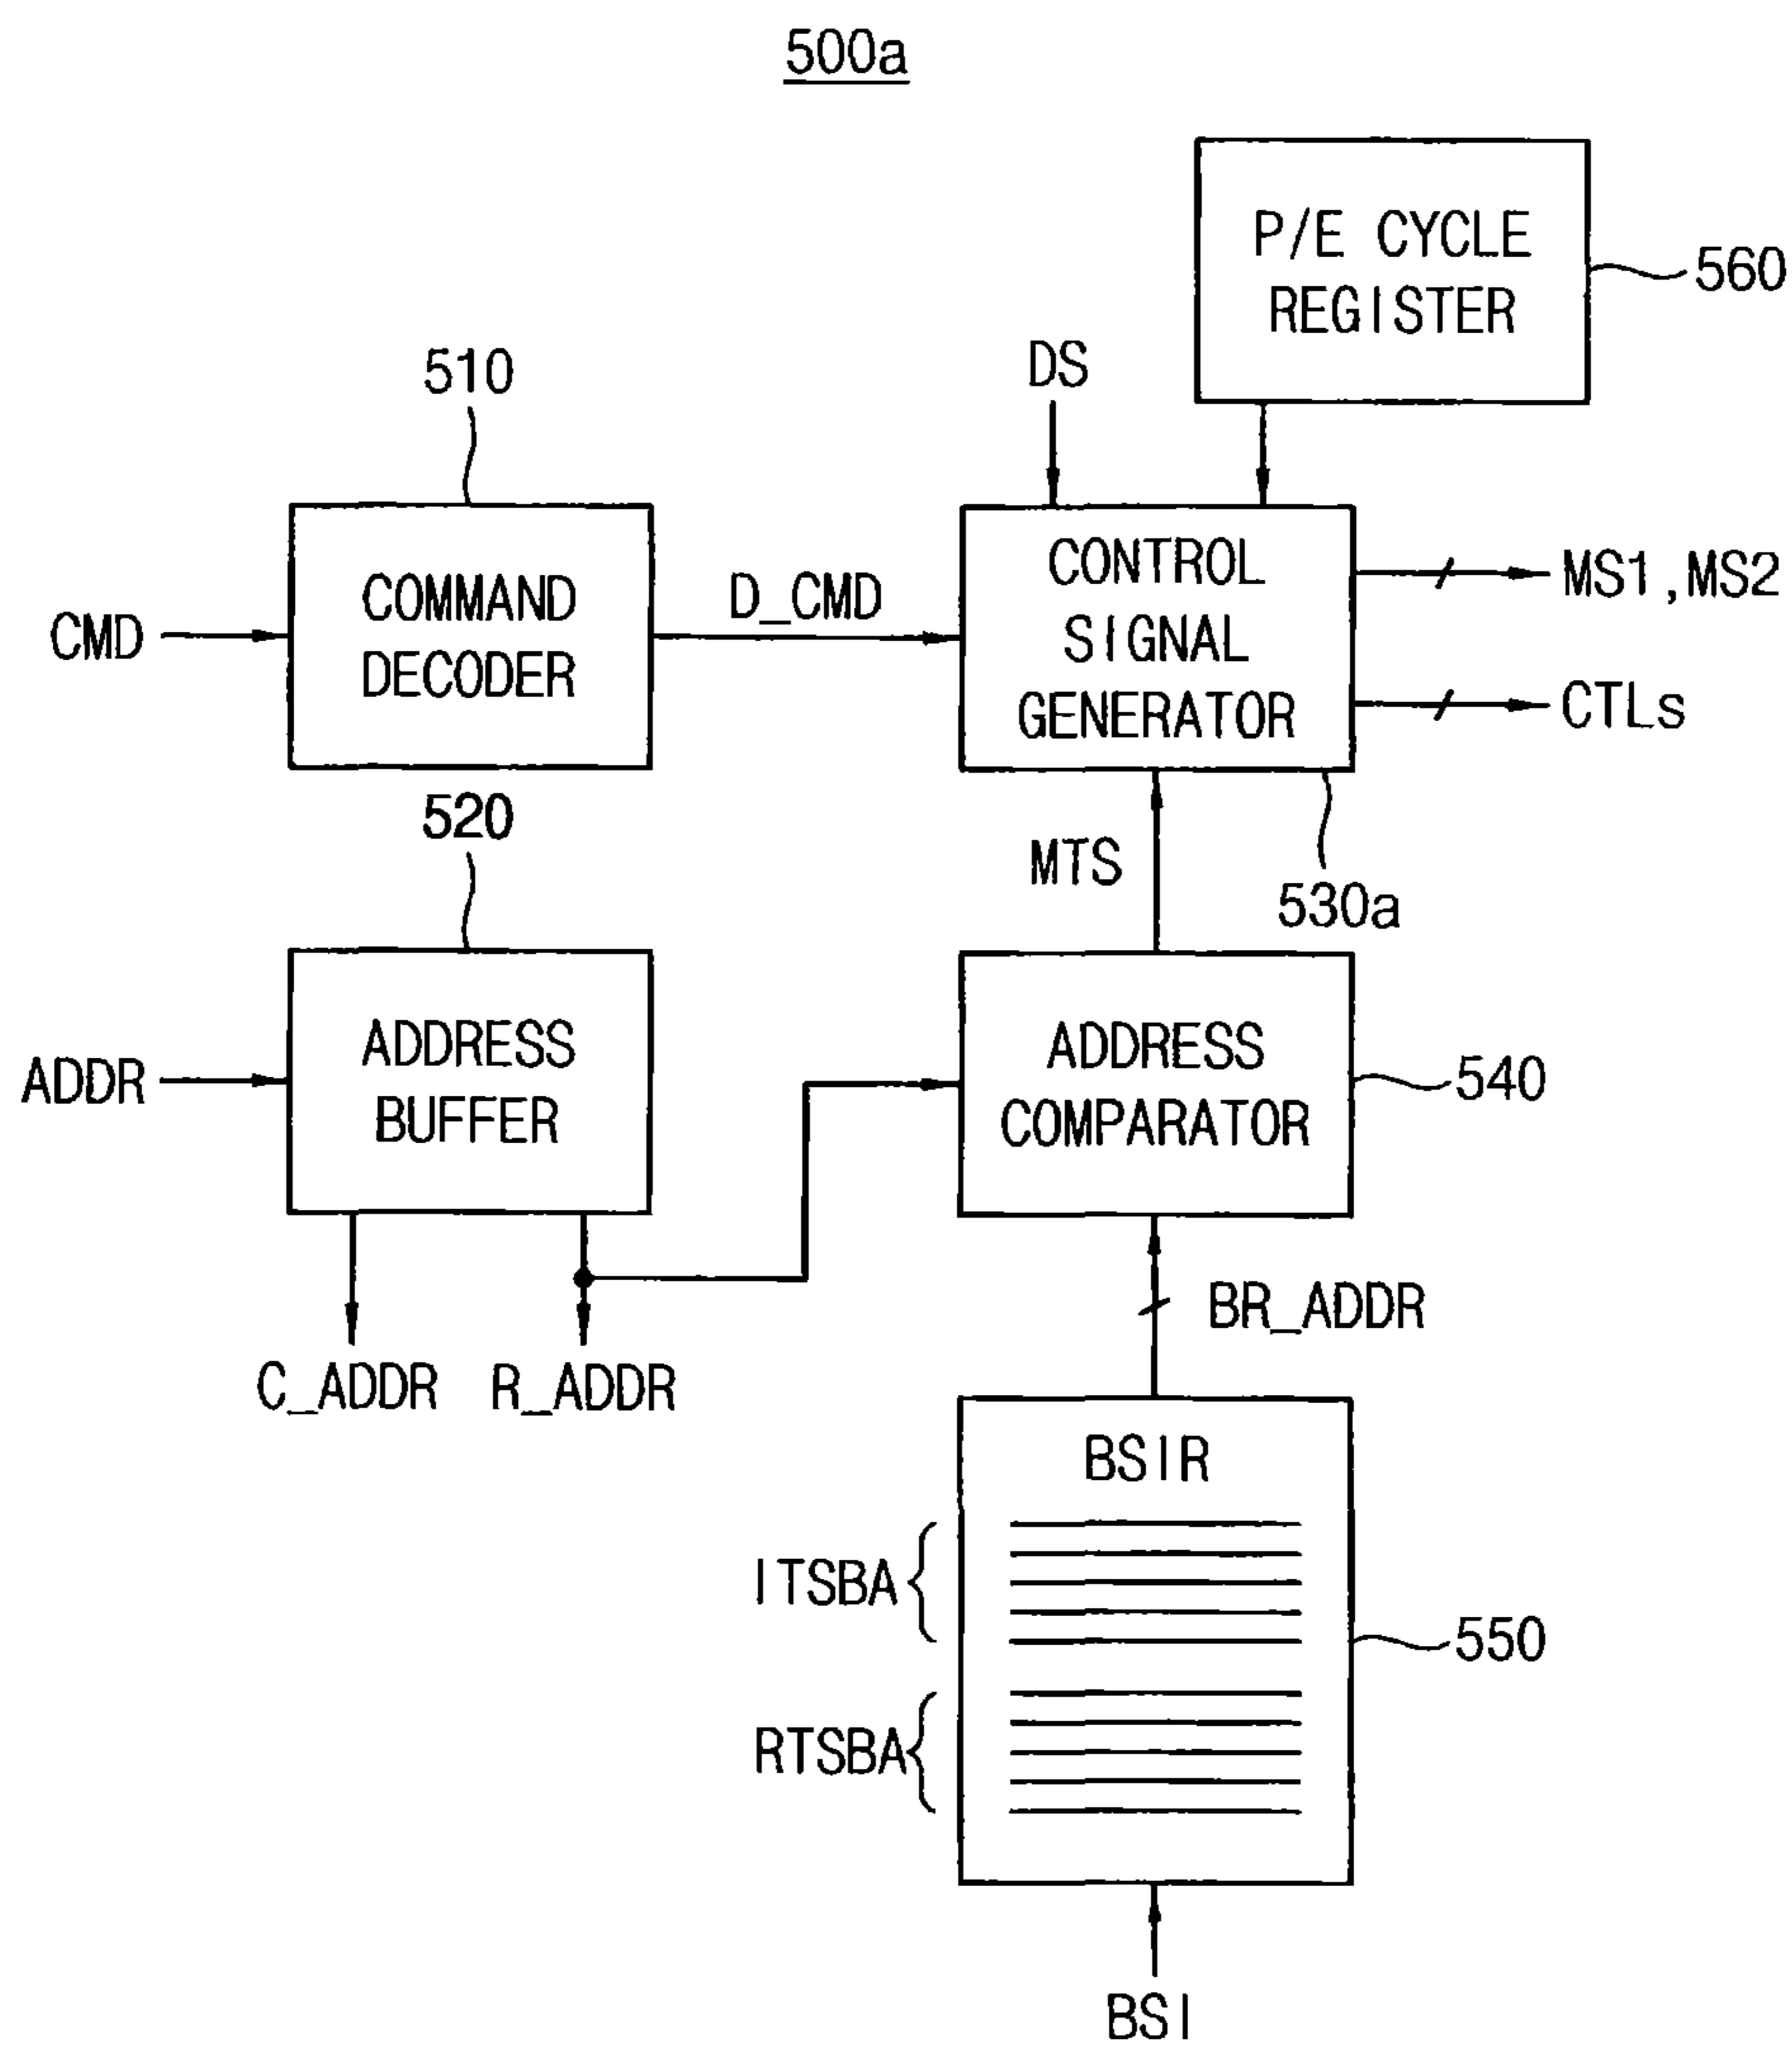 500a
P/E CYCLE
REGISTER
560
510
DS
CMD
COMMAND
DECODER
D_CMD
CONTROL
SIGNAL
GENERATOR
MS1,MS2
CTLs
520
MTS
530a
ADDR
ADDRESS
BUFFER
ADDRESS
COMPARATOR
540
C_ADDR
R_ADDR
BR_ADDR
BSIR
ITSBA
RTSBA
550
BSI